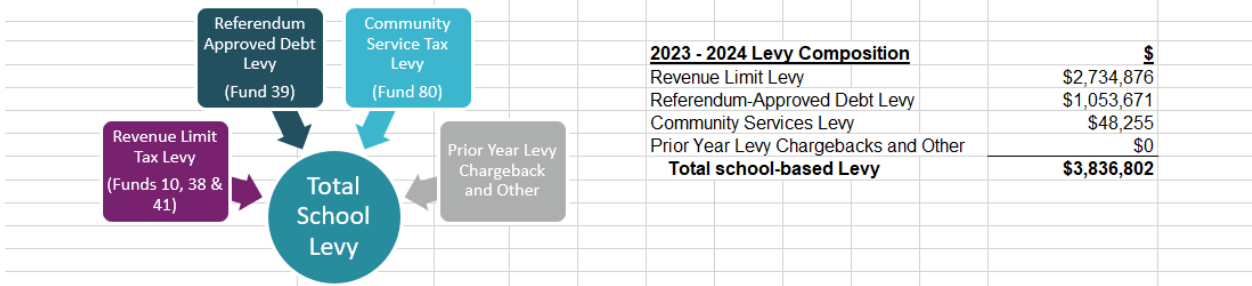 Referendum
Approved Debt
Levy
(Fund 39)
Community
Service Tax
Levy
(Fund 80)
Revenue Limit
Tax Levy
(Funds 10, 38 &
41)
Prior Year Levy
Chargeback
and Other
Total
School
Levy
2023 - 2024 Levy Composition $
Revenue Limit Levy $2,734,876
Referendum-Approved Debt Levy $1,053,671
Community Services Levy $48,255
Prior Year Levy Chargebacks and Other $0
Total school-based Levy $3,836,802